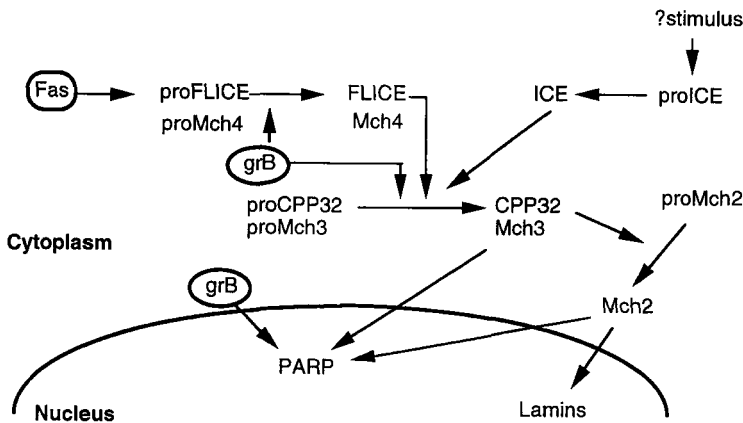 ?stimulus
Fas
proFLICE
FLICE
ICE
proICE
proMch4
Mch4
grB
proCPP32
CPP32
proMch2
proMch3
Mch3
Cytoplasm
grB
Mch2
PARP
Nucleus
Lamins